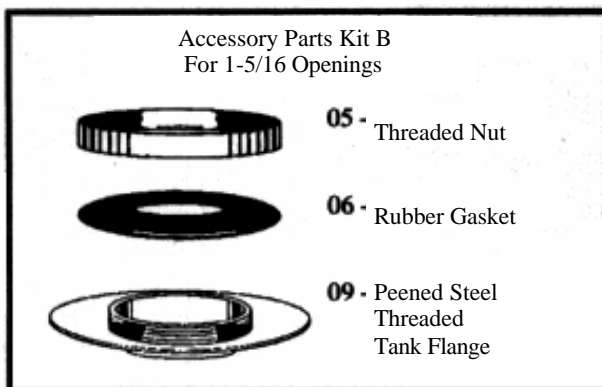 Accessory Parts Kit B
For 1-5/16 Openings
05 - Threaded Nut
06 - Rubber Gasket
09 - Peened Steel
Threaded
Tank Flange